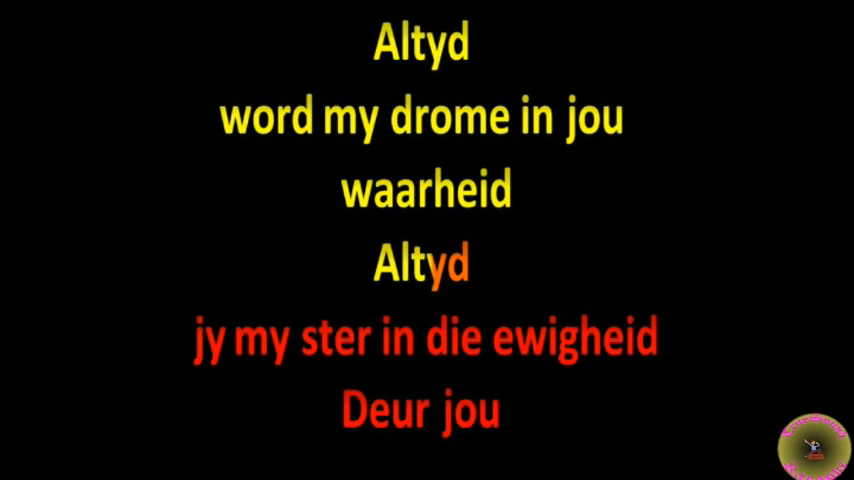 Altyd
word my drome in jou
waarheid
Altyd
jy my ster in die ewigheid
Deur jou